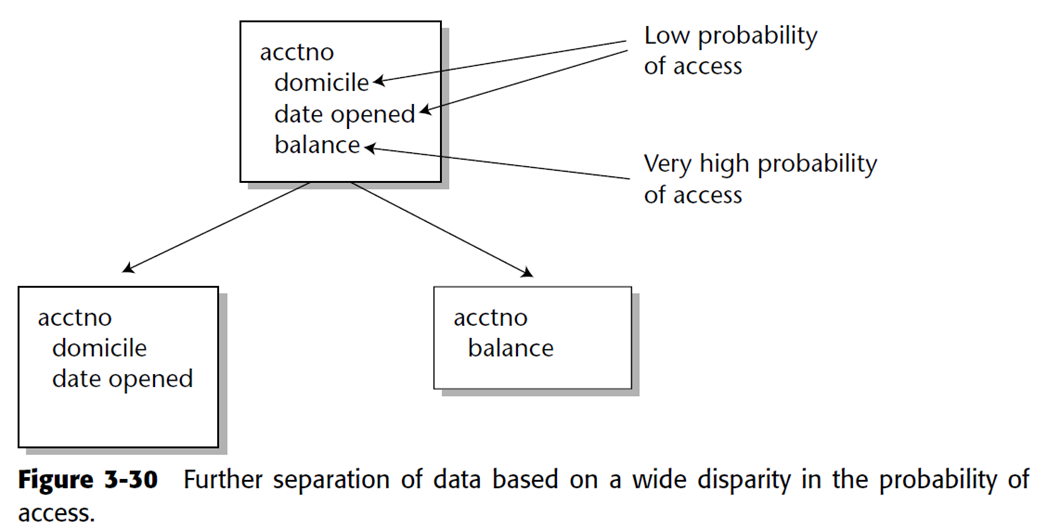 acctno
domicile
date opened
balance
Low probability
of access
Very high probability
of access
acctno
domicile
date opened
acctno
balance
Figure 3-30 Further separation of data based on a wide disparity in the probability of
access.